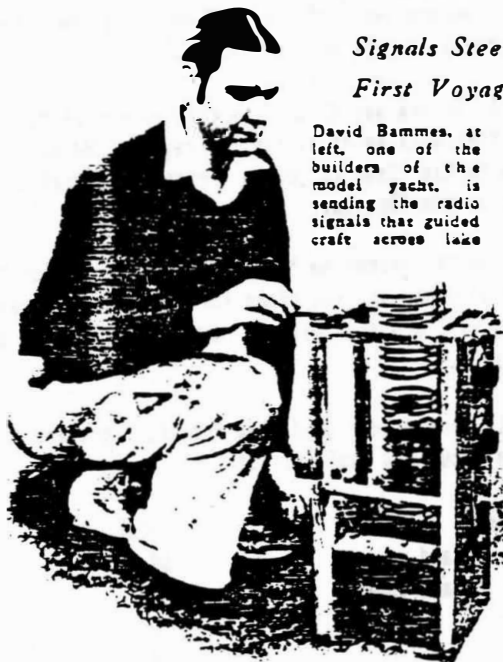 Signals Stee
First Voyag
David Bammes, at
left, one of the
builders of the
model yacht, is
sending the radio
signals that guided
craft across lake